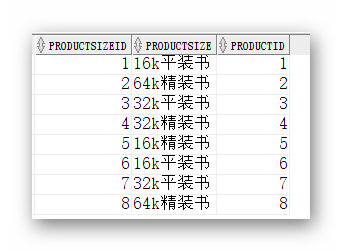 PRODUCTSIZEID PRODUCTSIZE PRODUCTID
1 16k平装书 1
2 64k精装书 2
3 32k平装书 3
4 32k精装书 4
5 16k精装书 5
6 16k平装书 6
7 32k平装书 7
8 64k精装书 8